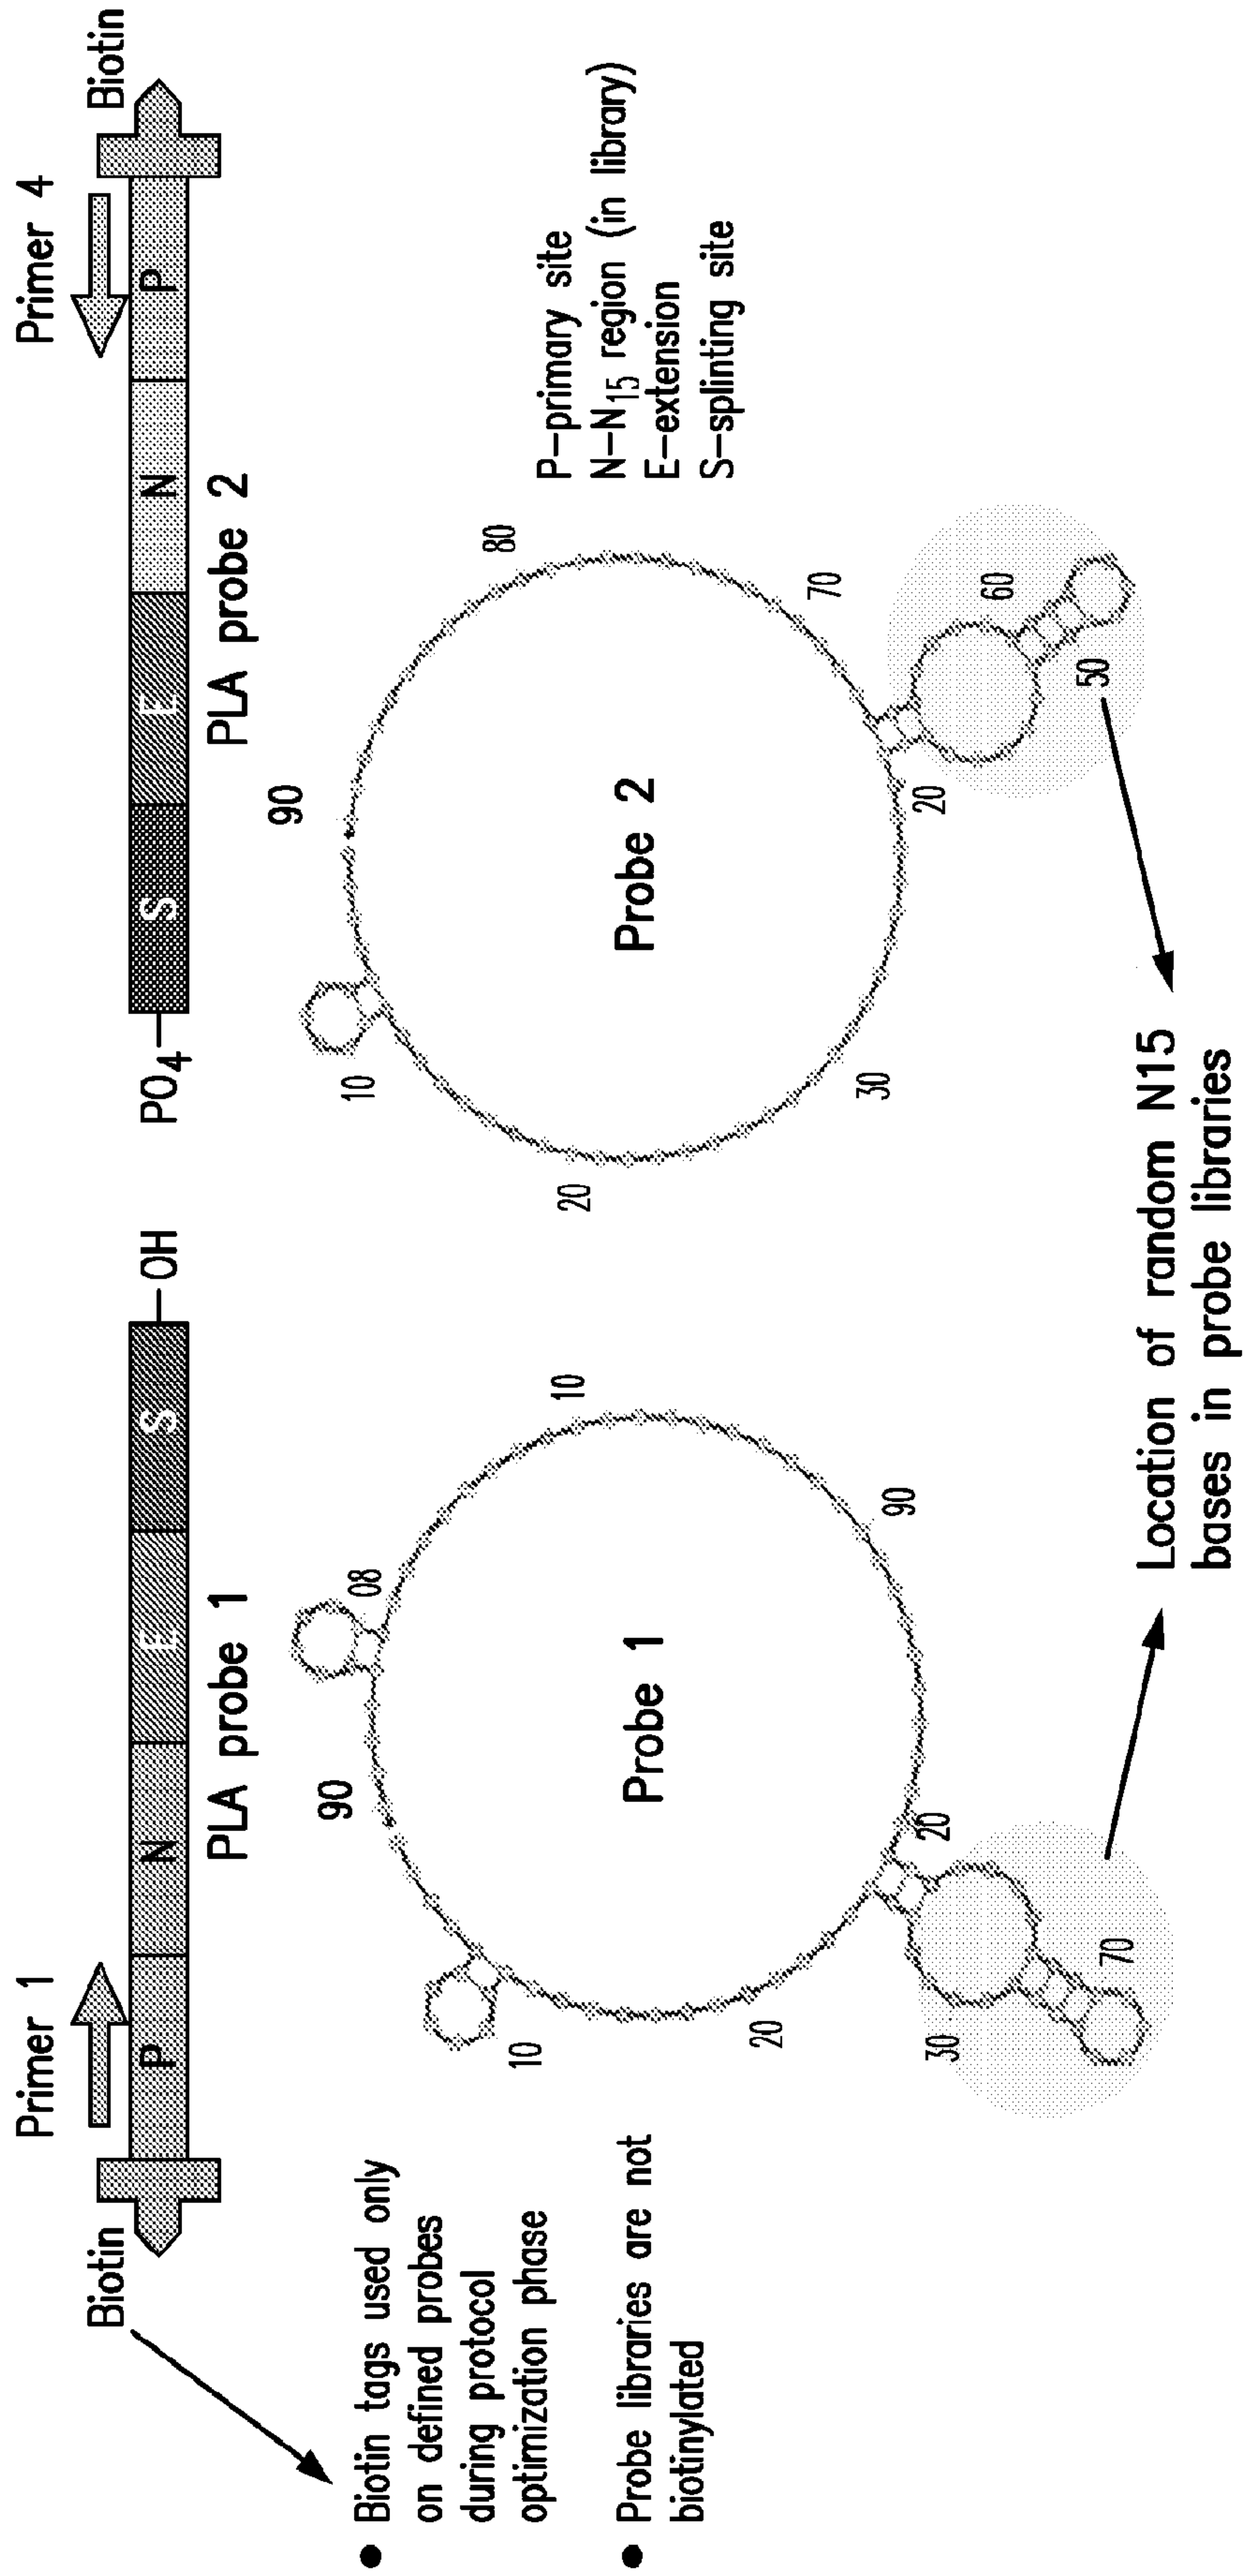 Primer 1
Primer 4
Biotin
P
N
E
S
OH
PO4
S
E
N
P
Biotin
PLA probe 1
PLA probe 2
● Biotin tags used only
on defined probes
during protocol
optimization phase
● Probe libraries are not
biotinylated
90
80
10
10
90
20
20
30
70
Probe 1
90
80
10
20
30
20
70
60
50
Probe 2
P–primary site
N–N15 region (in library)
E–extension
S–splinting site
Location of random N15
bases in probe libraries